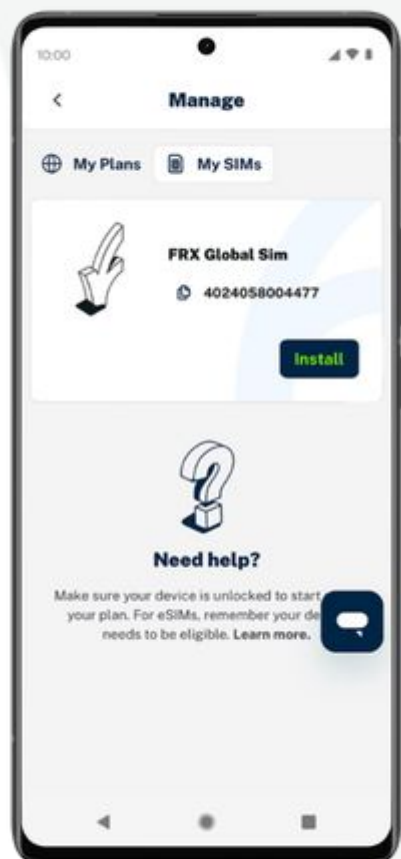 10:00
Manage
My Plans My SIMs
FRX Global Sim
4024058004477
Install
Need help?
Make sure your device is unlocked to start
your plan. For eSIMs, remember your de
needs to be eligible. Learn more.